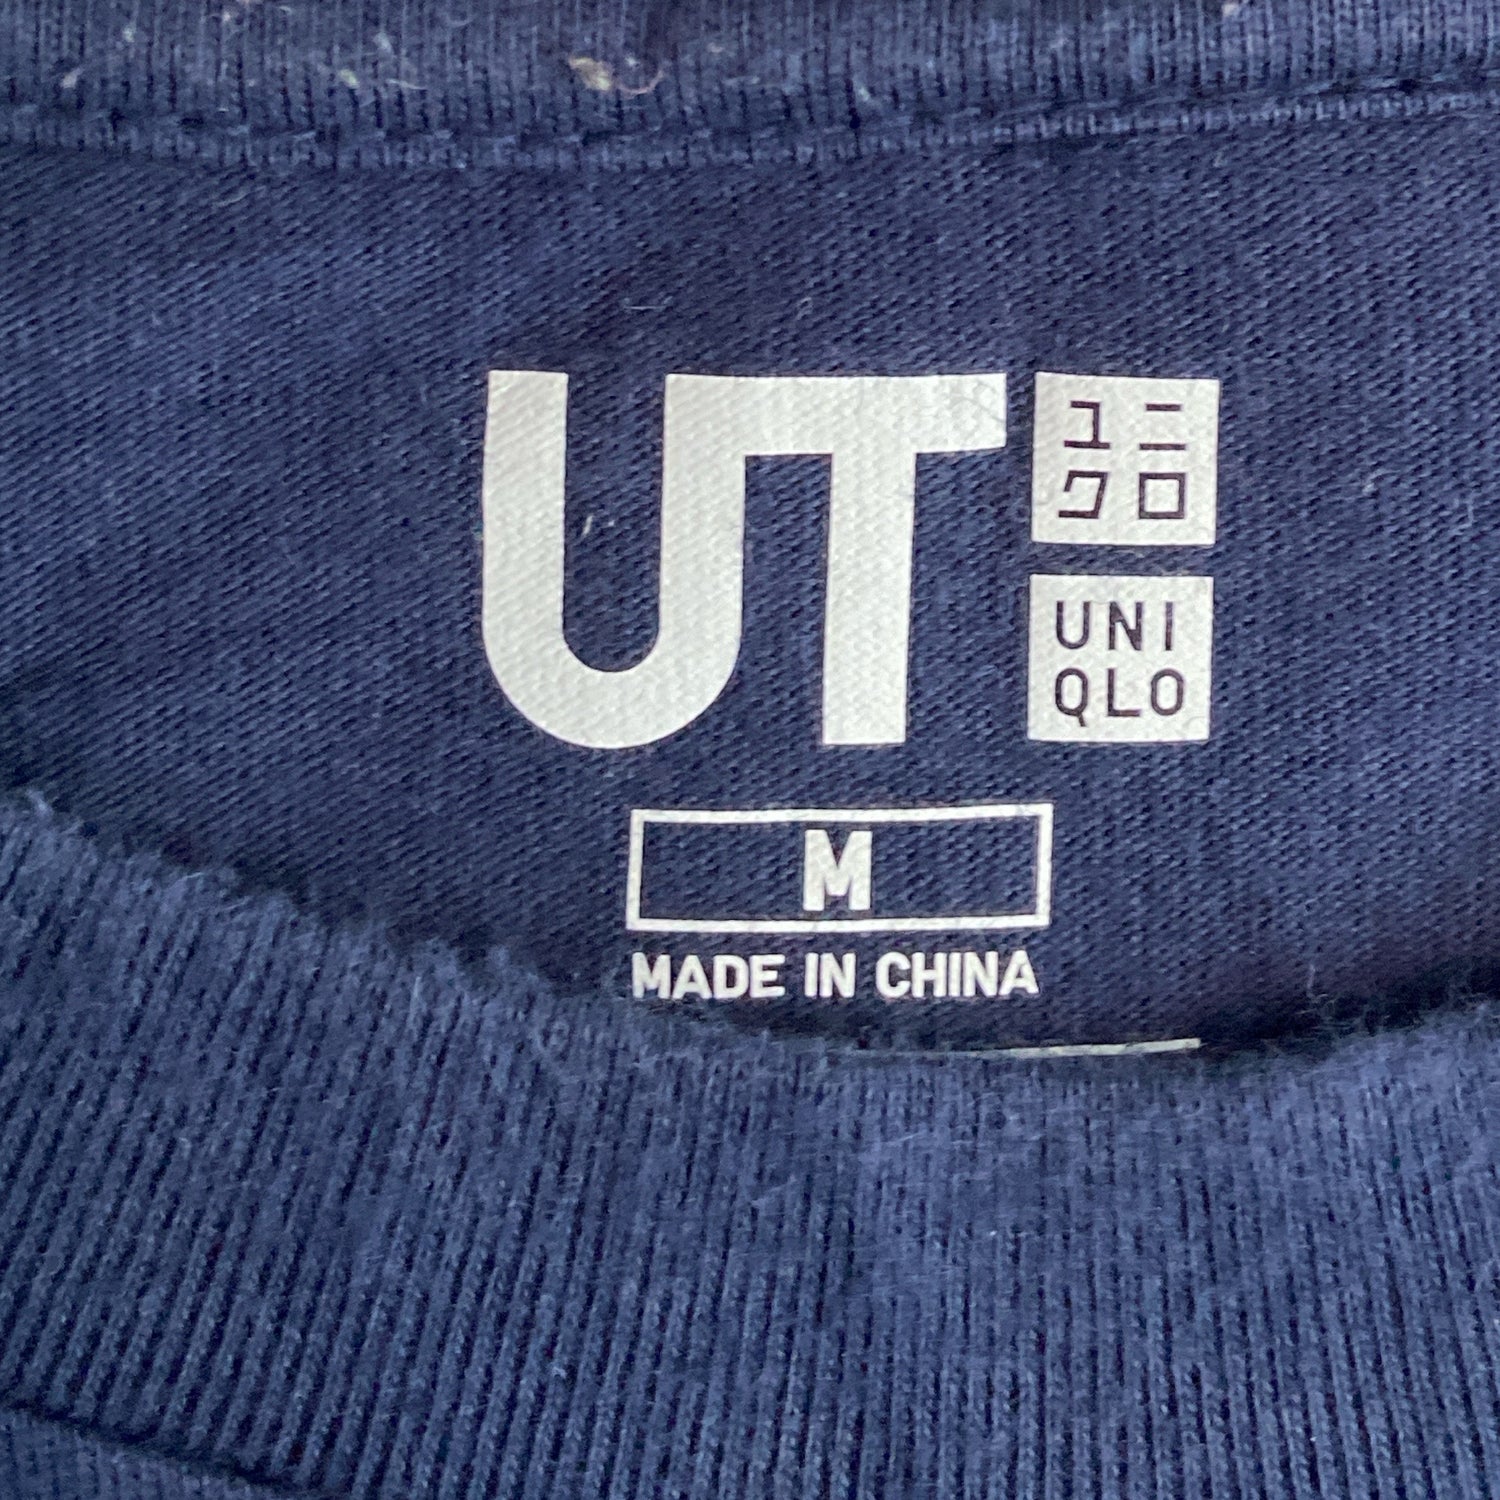 UT
ユニ
クロ
UNI
QLO
M
MADE IN CHINA